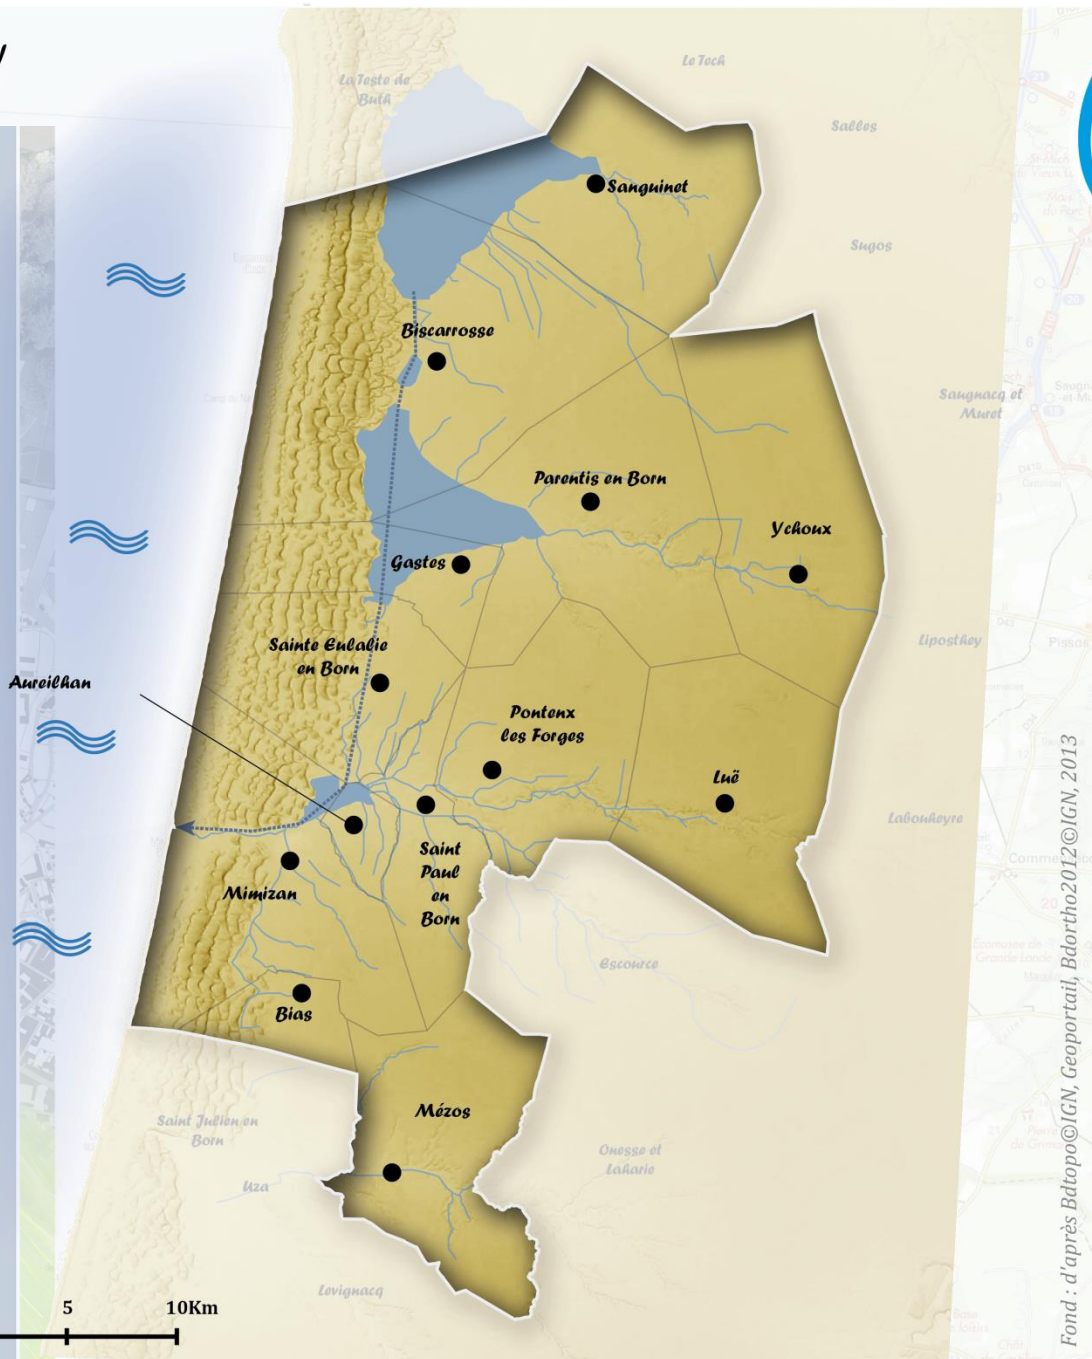 Le Tech
La Teste de
Buth
Salles
Sanguinet
Sugos
Biscarrosse
Saugnacq et
Muret
Parentis en Born
Ychoux
Gastes
Liposthey
Pissos
Sainte Eulalie
en Born
Aureilhan
Pontenx
les Forges
Luë
Labouheyre
Saint
Paul
en
Born
Mimizan
Escource
Bias
Mézos
Saint Julien en
Born
Onesse et
Laharie
Uza
Levignacq
5
10Km
Fond : d'après Bdtopo©IGN, Geoportail, Bdortho2012©IGN, 2013